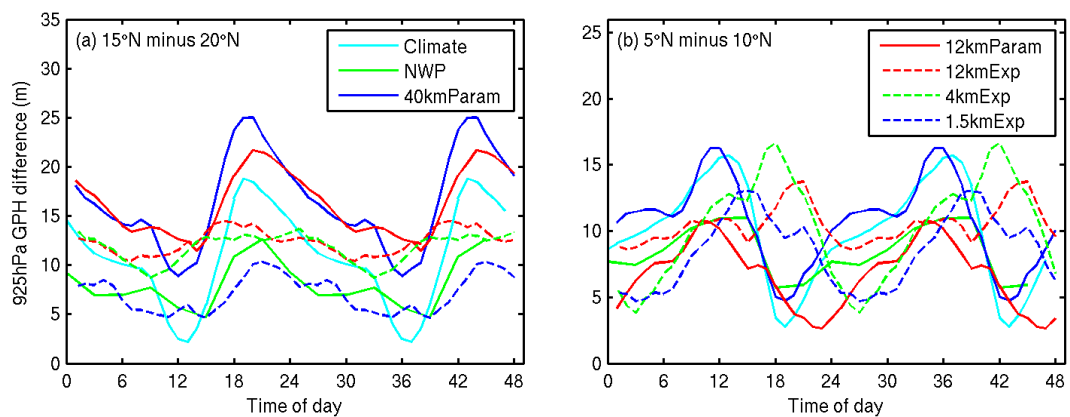 (a) 15°N minus 20°N
Climate
NWP
40kmParam
925hPa GPH difference (m)
35
30
25
20
15
10
5
0
0 6 12 18 24 30 36 42 48
Time of day
(b) 5°N minus 10°N
12kmParam
12kmExp
4kmExp
1.5kmExp
25
20
15
10
5
0
0 6 12 18 24 30 36 42 48
Time of day